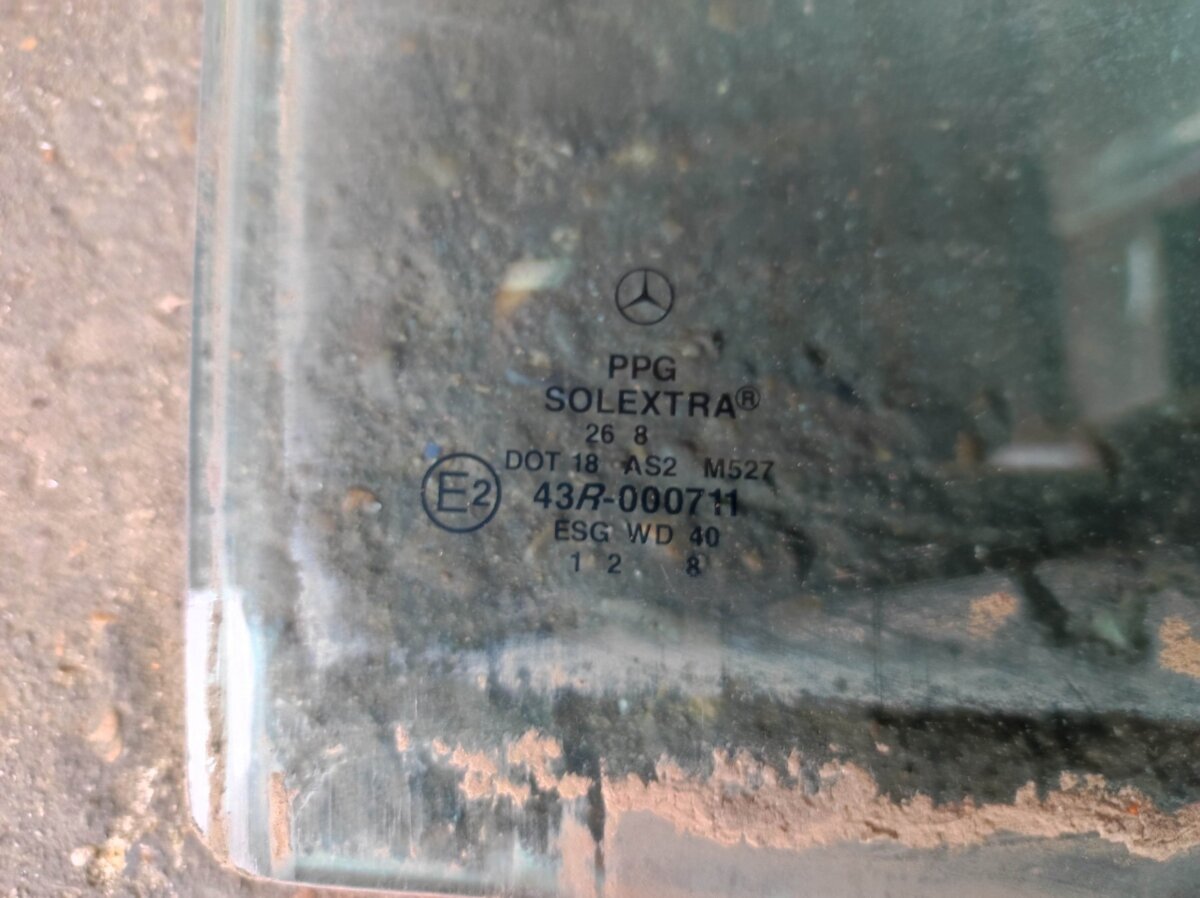 PPG
SOLEXTRA®
26 8
DOT 18 AS2 M527
E2 43R-000711
ESG WD 40
1 2 8